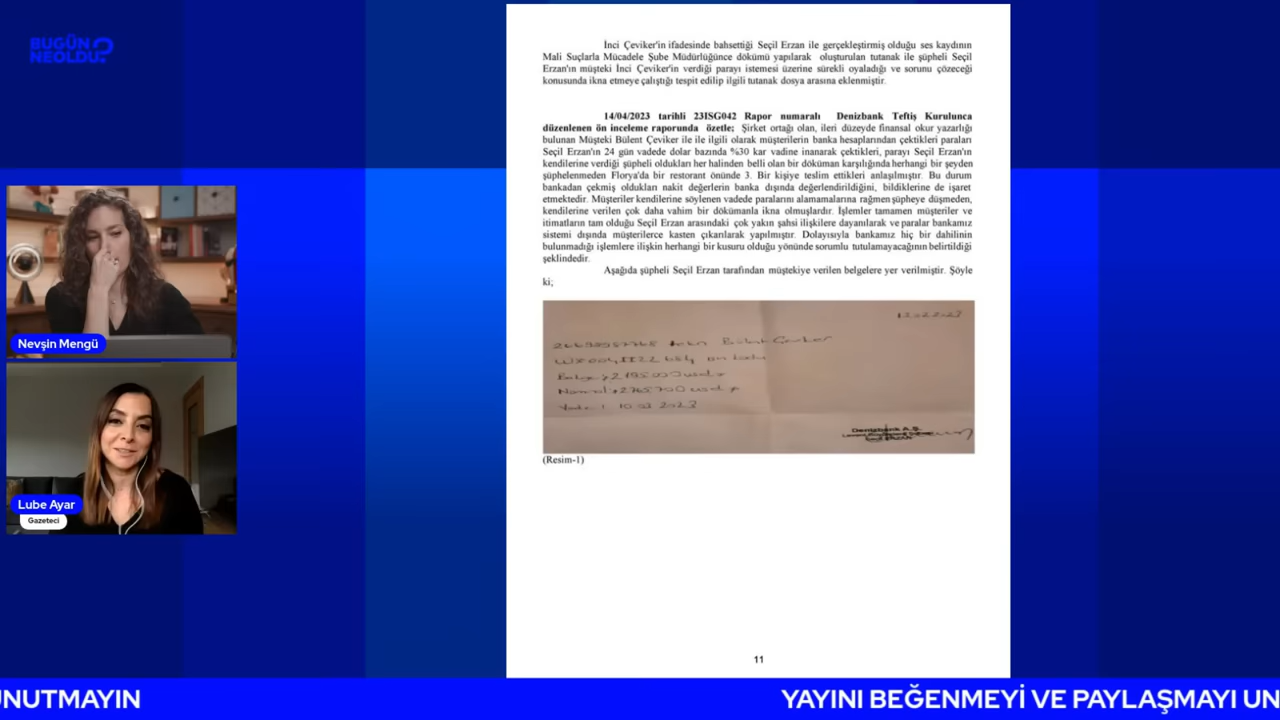 BUGÜN
NEOLDU?
İnci Çeviker'in ifadesinde bahsettiği Seçil Erzan ile gerçekleştirmiş olduğu ses kaydının
Mali Suçlarla Mücadele Şube Müdürlüğünce dökümü yapılarak oluşturulan tutanak ile şüpheli Seçil
Erzan'ın müşteki İnci Çeviker'in verdiği parayı istemesi üzerine sürekli oyaladığı ve sorunu çözeceği
konusunda ikna etmeye çalıştığı tespit edilip ilgili tutanak dosya arasına eklenmiştir.
14/04/2023 tarihli 23ISG042 Rapor numaralı Denizbank Teftiş Kurulunca
düzenlenen ön inceleme raporunda özetle; Şirket ortağı olan, ileri düzeyde finansal okur yazarlığı
bulunan Müşteki Bülent Çeviker ile ile ilgili olarak müşterilerin banka hesaplarından çektikleri paraları
Seçil Erzan'ın 24 gün vadede dolar bazında %30 kar vadine inanarak çektikleri, parayı Seçil Erzan'ın
kendilerine verdiği şüpheli oldukları her halinden belli olan bir döküman karşılığında herhangi bir şeyden
şüphelenmeden Florya'da bir restorant önünde 3. Bir kişiye teslim ettikleri anlaşılmıştır. Bu durum
bankadan çekmiş oldukları nakit değerlerin banka dışında değerlendirildiğini, bildiklerine de işaret
etmektedir. Müşteriler kendilerine söylenen vadede paralarını alamamalarına rağmen şüpheye düşmeden,
kendilerine verilen çok daha vahim bir dökümanla ikna olmuşlardır. İşlemler tamamen müşteriler ve
itimatların tam olduğu Seçil Erzan arasındaki çok yakın şahsi ilişkilere dayanılarak ve paralar bankamız
sistemi dışında müşterilerce kasten çıkarılarak yapılmıştır. Dolayısıyla bankamız hiç bir dahilinin
bulunmadığı işlemlere ilişkin herhangi bir kusuru olduğu yönünde sorumlu tutulamayacağının belirtildiği
şeklindedir.
Aşağıda şüpheli Seçil Erzan tarafından müştekiye verilen belgelere yer verilmiştir. Şöyle
ki;
Denizbank A.Ş.
(Resim-1)
11
Nevşin Mengü
Lube Ayar
Gazeteci
UNUTMAYIN YAYINI BEĞENMEYİ VE PAYLAŞMAYI UN